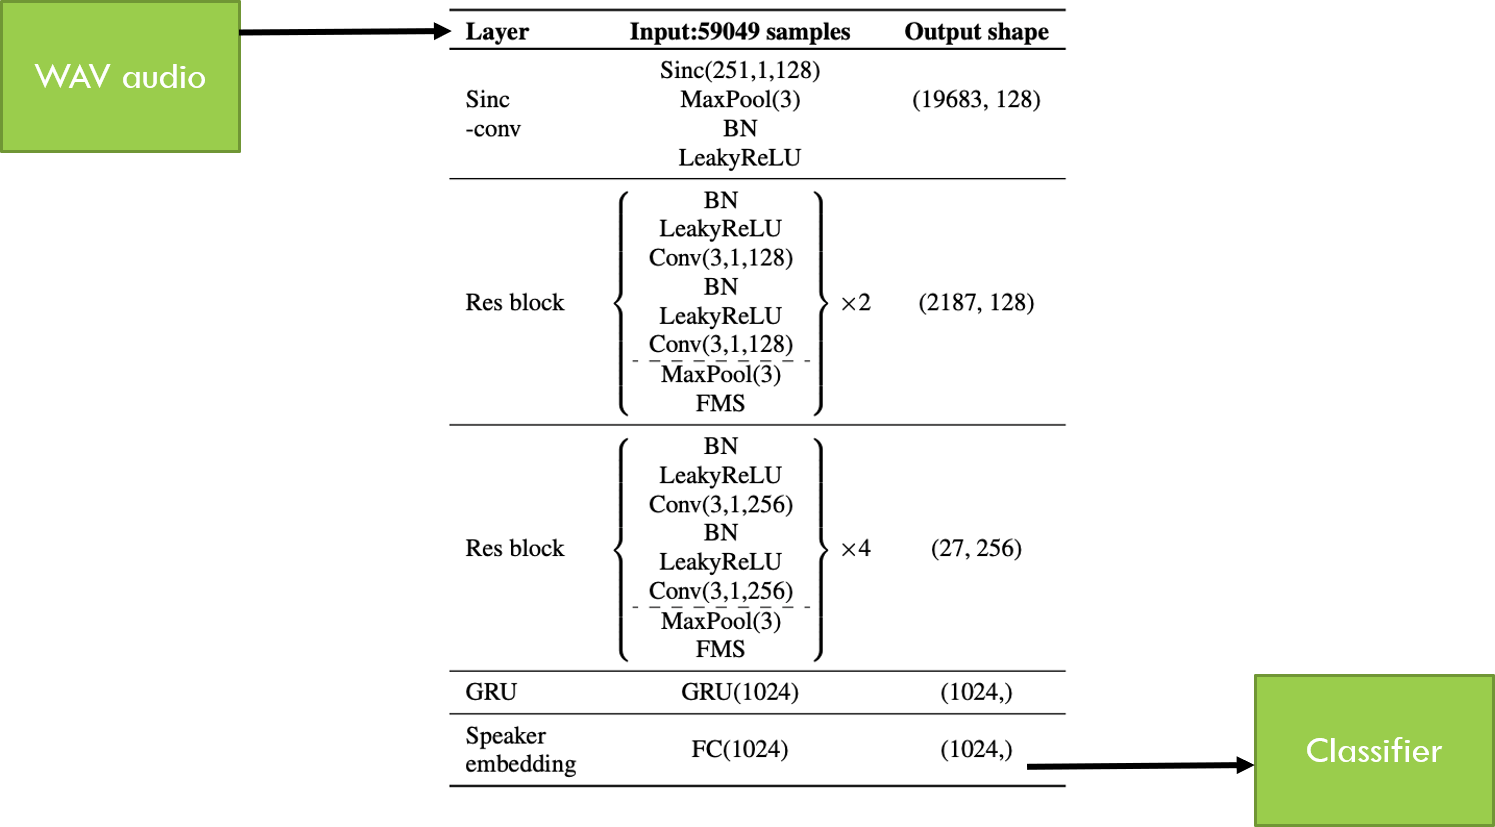 WAV audio
Layer Input:59049 samples Output shape
Sinc(251,1,128)
Sinc MaxPool(3) (19683, 128)
-conv BN
LeakyReLU
BN
LeakyReLU
Conv(3,1,128)
BN
Res block ×2 (2187, 128)
LeakyReLU
Conv(3,1,128)
MaxPool(3)
FMS
BN
LeakyReLU
Conv(3,1,256)
BN
Res block ×4 (27, 256)
LeakyReLU
Conv(3,1,256)
MaxPool(3)
FMS
GRU GRU(1024) (1024,)
Speaker
embedding FC(1024) (1024,)
Classifier